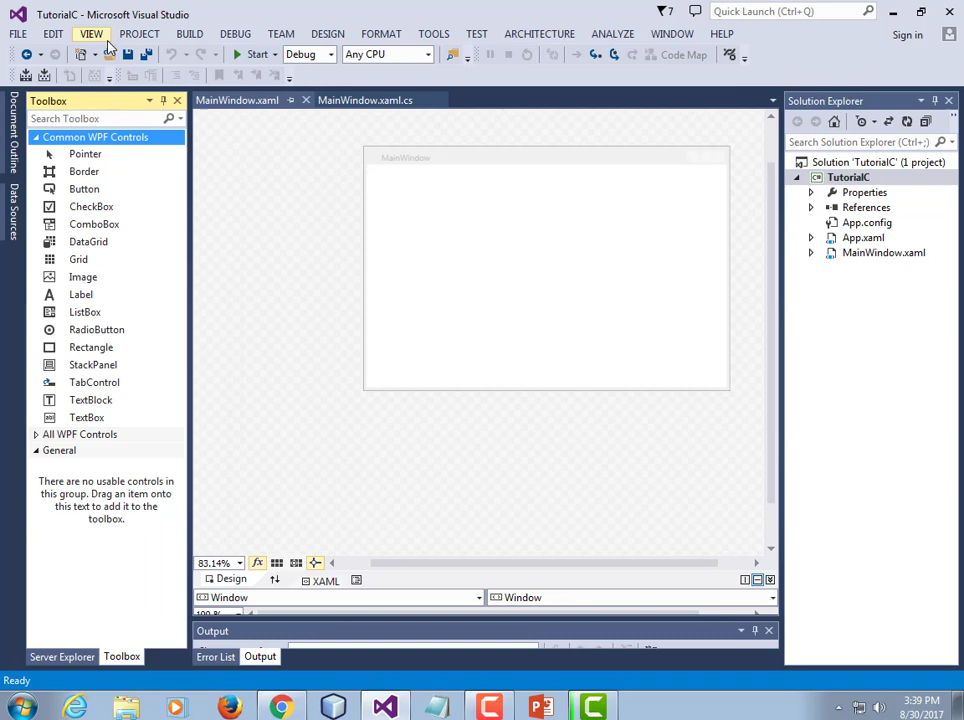 TutorialC - Microsoft Visual Studio
7
Quick Launch (Ctrl+Q)
FILE EDIT VIEW PROJECT BUILD DEBUG TEAM DESIGN FORMAT TOOLS TEST ARCHITECTURE ANALYZE WINDOW HELP Sign in
Start Debug Any CPU Code Map
Document Outline
Data Sources
Toolbox
Search Toolbox
Common WPF Controls
Pointer
Border
Button
CheckBox
ComboBox
DataGrid
Grid
Image
Label
ListBox
RadioButton
Rectangle
StackPanel
TabControl
TextBlock
TextBox
All WPF Controls
General
There are no usable controls in
this group. Drag an item onto
this text to add it to the
toolbox.
Server Explorer Toolbox
MainWindow.xaml MainWindow.xaml.cs
MainWindow
83.14%
fx
Design XAML
Window Window
Output
Error List Output
Solution Explorer
Search Solution Explorer (Ctrl+;)
Solution 'TutorialC' (1 project)
C# TutorialC
Properties
References
App.config
App.xaml
MainWindow.xaml
Ready
3:39 PM
8/30/2017